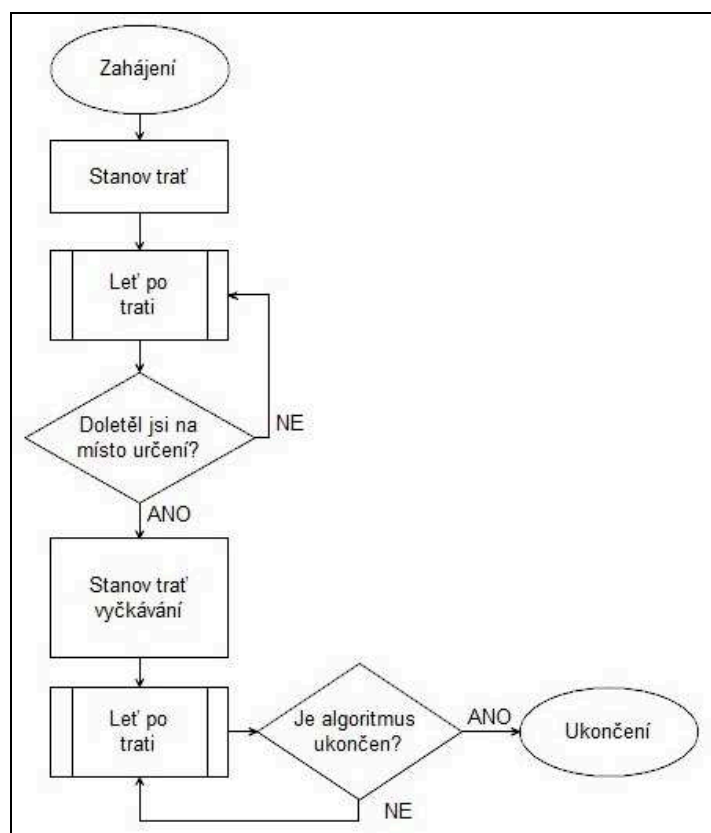 Zahájení
Stanov trať
Leť po
trati
Doletěl jsi na
místo určení?
NE
ANO
Stanov trať
vyčkávání
Leť po
trati
Je algoritmus
ukončen?
ANO
Ukončení
NE